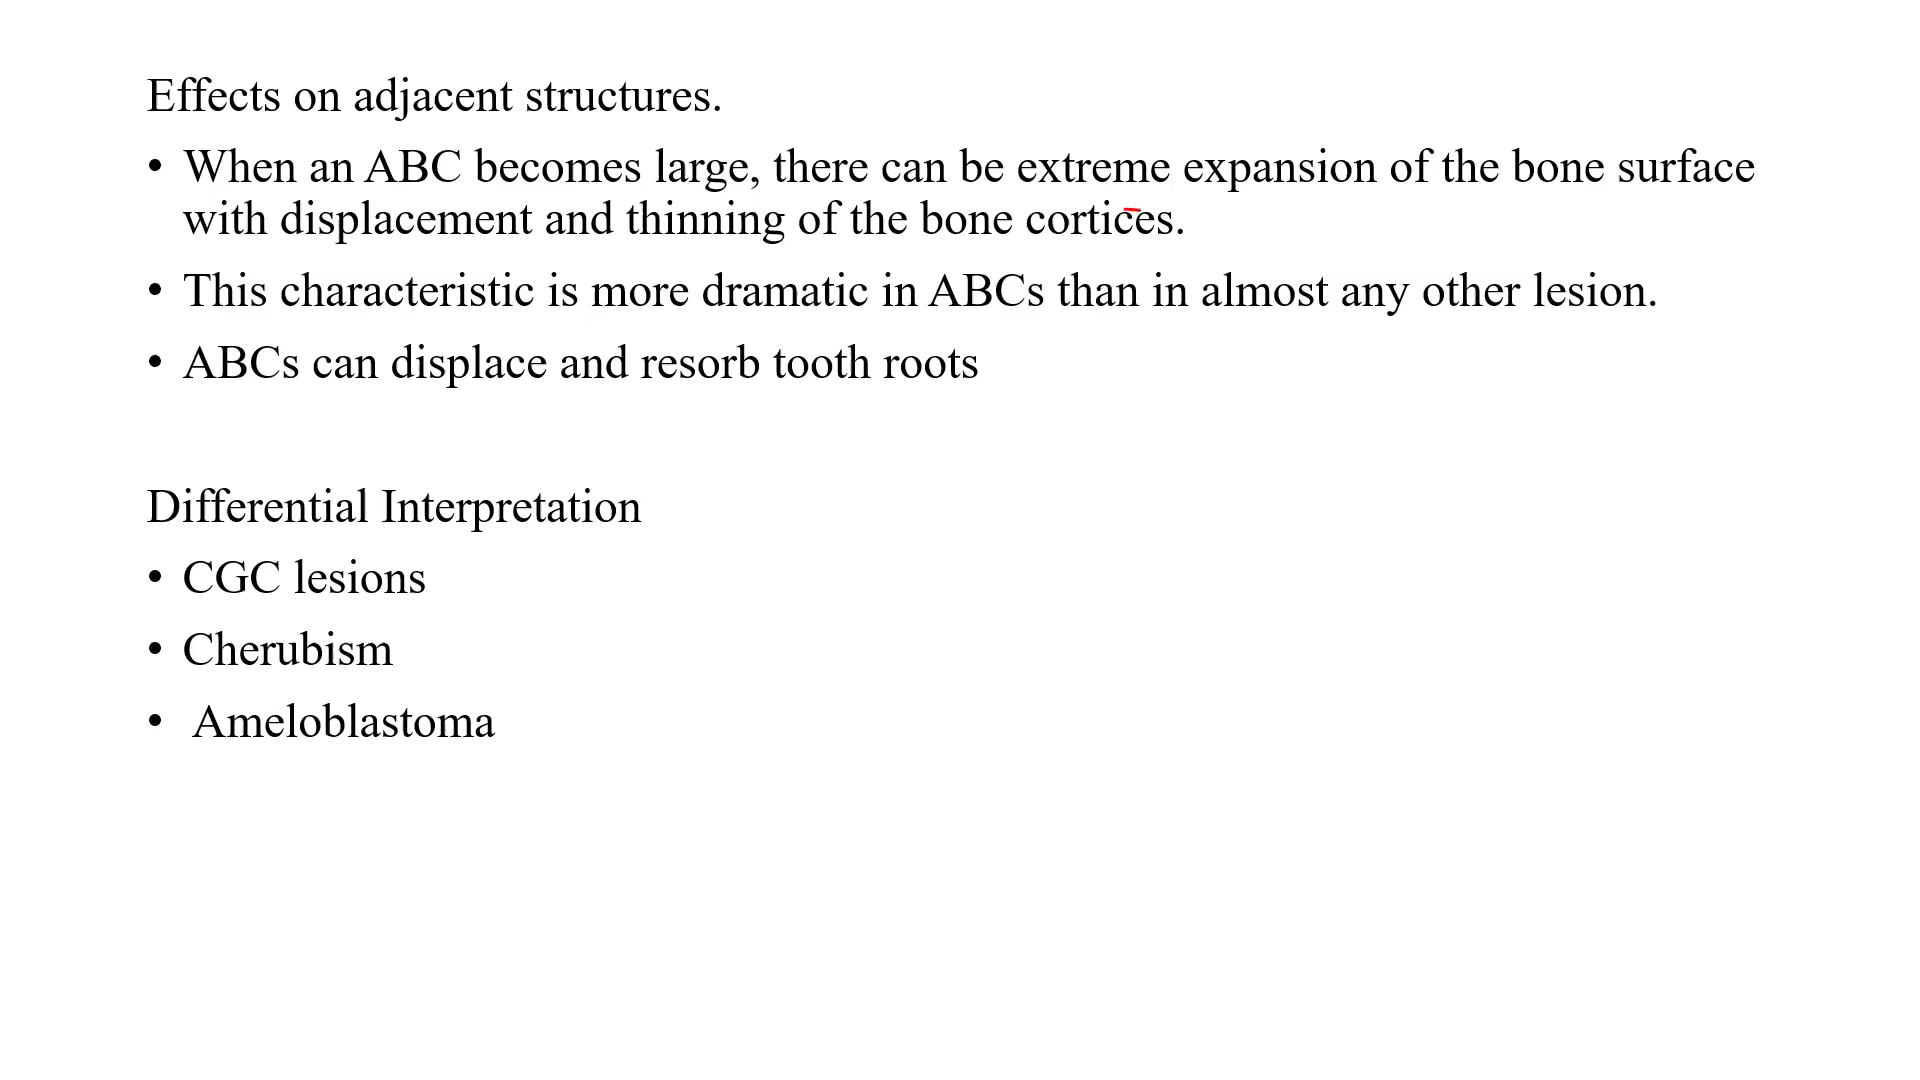 Effects on adjacent structures.
• When an ABC becomes large, there can be extreme expansion of the bone surface
with displacement and thinning of the bone cortices.
• This characteristic is more dramatic in ABCs than in almost any other lesion.
• ABCs can displace and resorb tooth roots
Differential Interpretation
• CGC lesions
• Cherubism
• Ameloblastoma